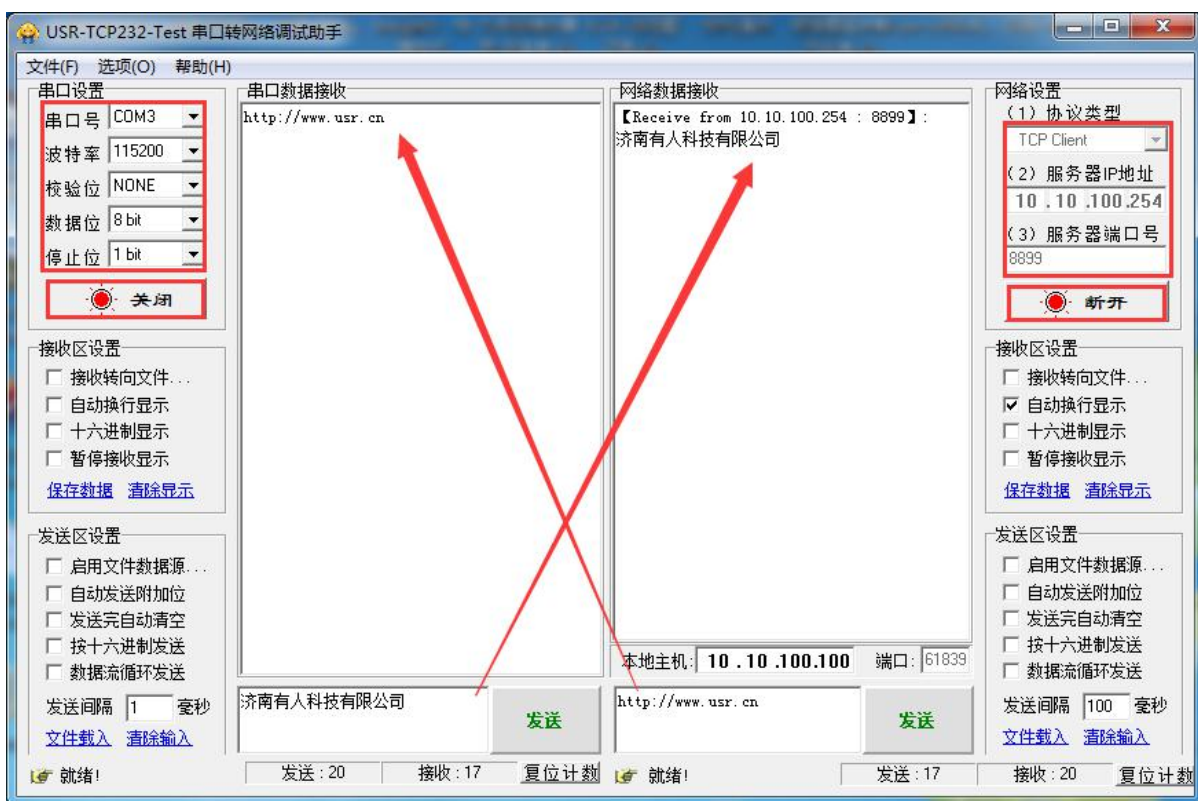 USR-TCP232-Test 串口转网络调试助手
文件(F) 选项(O) 帮助(H)
串口设置
串口号 COM3
波特率 115200
校验位 NONE
数据位 8 bit
停止位 1 bit
关闭
接收区设置
接收转向文件...
自动换行显示
十六进制显示
暂停接收显示
保存数据 清除显示
发送区设置
启用文件数据源...
自动发送附加位
发送完自动清空
按十六进制发送
数据流循环发送
发送间隔 1 毫秒
文件载入 清除输入
就绪!
串口数据接收
http://www.usr.cn
济南有人科技有限公司
发送
发送:20 接收:17 复位计数
网络数据接收
【Receive from 10.10.100.254 : 8899】:
济南有人科技有限公司
本地主机: 10 .10 .100.100 端口: 61839
http://www.usr.cn
发送
就绪! 发送:17 接收:20 复位计数
网络设置
(1) 协议类型
TCP Client
(2) 服务器IP地址
10 .10 .100.254
(3) 服务器端口号
8899
断开
接收区设置
接收转向文件...
自动换行显示
十六进制显示
暂停接收显示
保存数据 清除显示
发送区设置
启用文件数据源...
自动发送附加位
发送完自动清空
按十六进制发送
数据流循环发送
发送间隔 100 毫秒
文件载入 清除输入